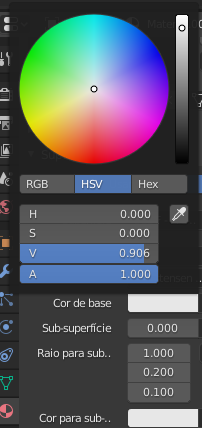 RGB HSV Hex
H 0.000
S 0.000
V 0.906
A 1.000
Cor de base
Sub-superfície 0.000
Raio para sub.. 1.000
0.200
0.100
Cor para sub-..